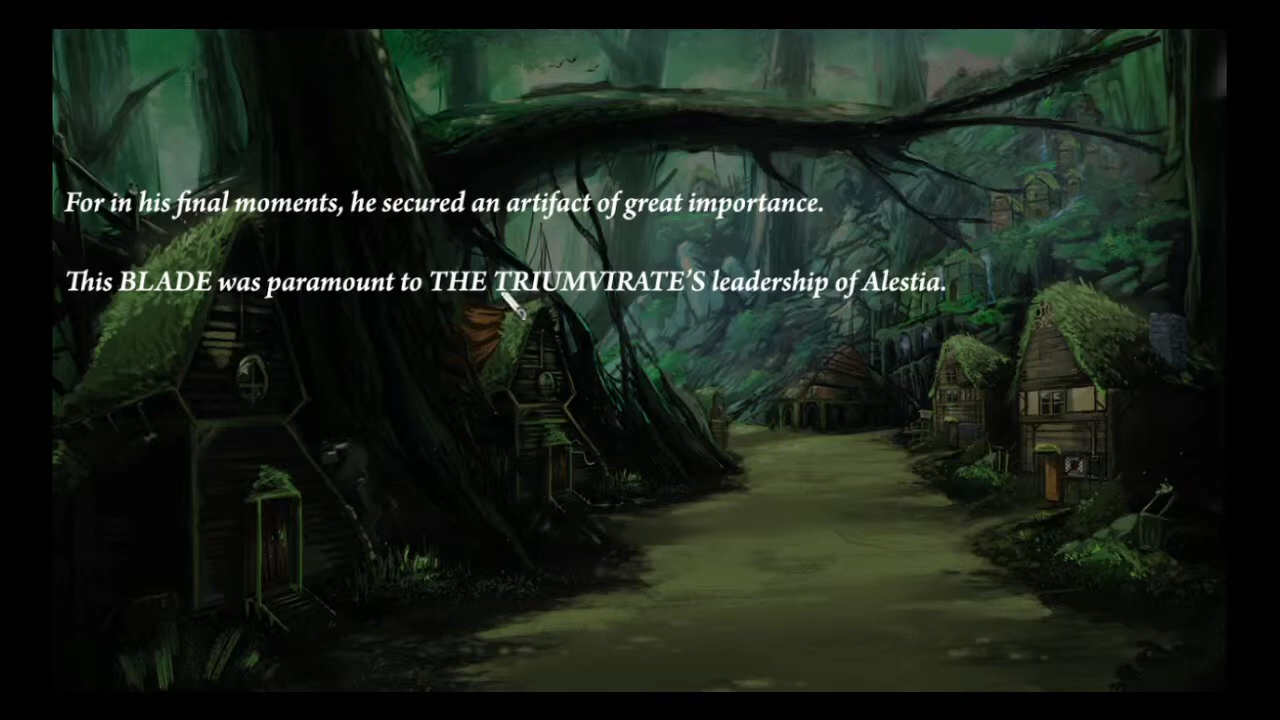 For in his final moments, he secured an artifact of great importance.
This BLADE was paramount to THE TRIUMVIRATE’S leadership of Alestia.